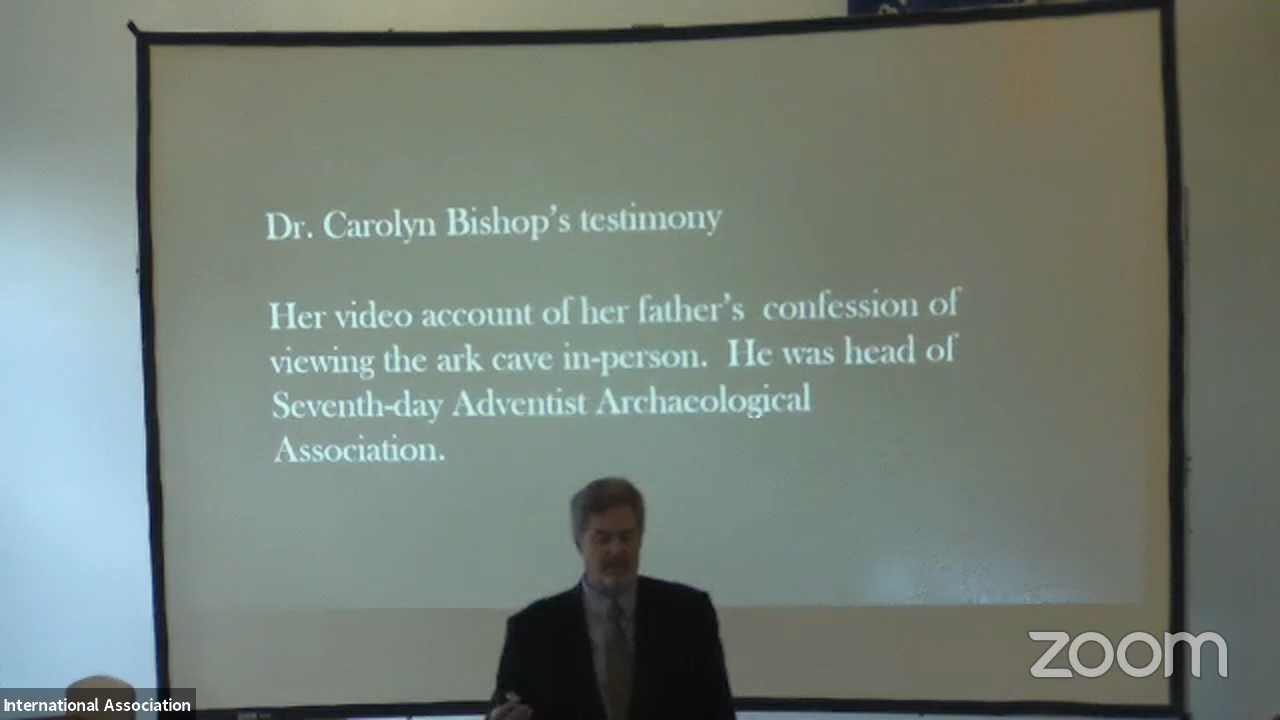 Dr. Carolyn Bishop's testimony
Her video account of her father's confession of
viewing the ark cave in-person. He was head of
Seventh-day Adventist Archaeological
Association.
zoom
International Association